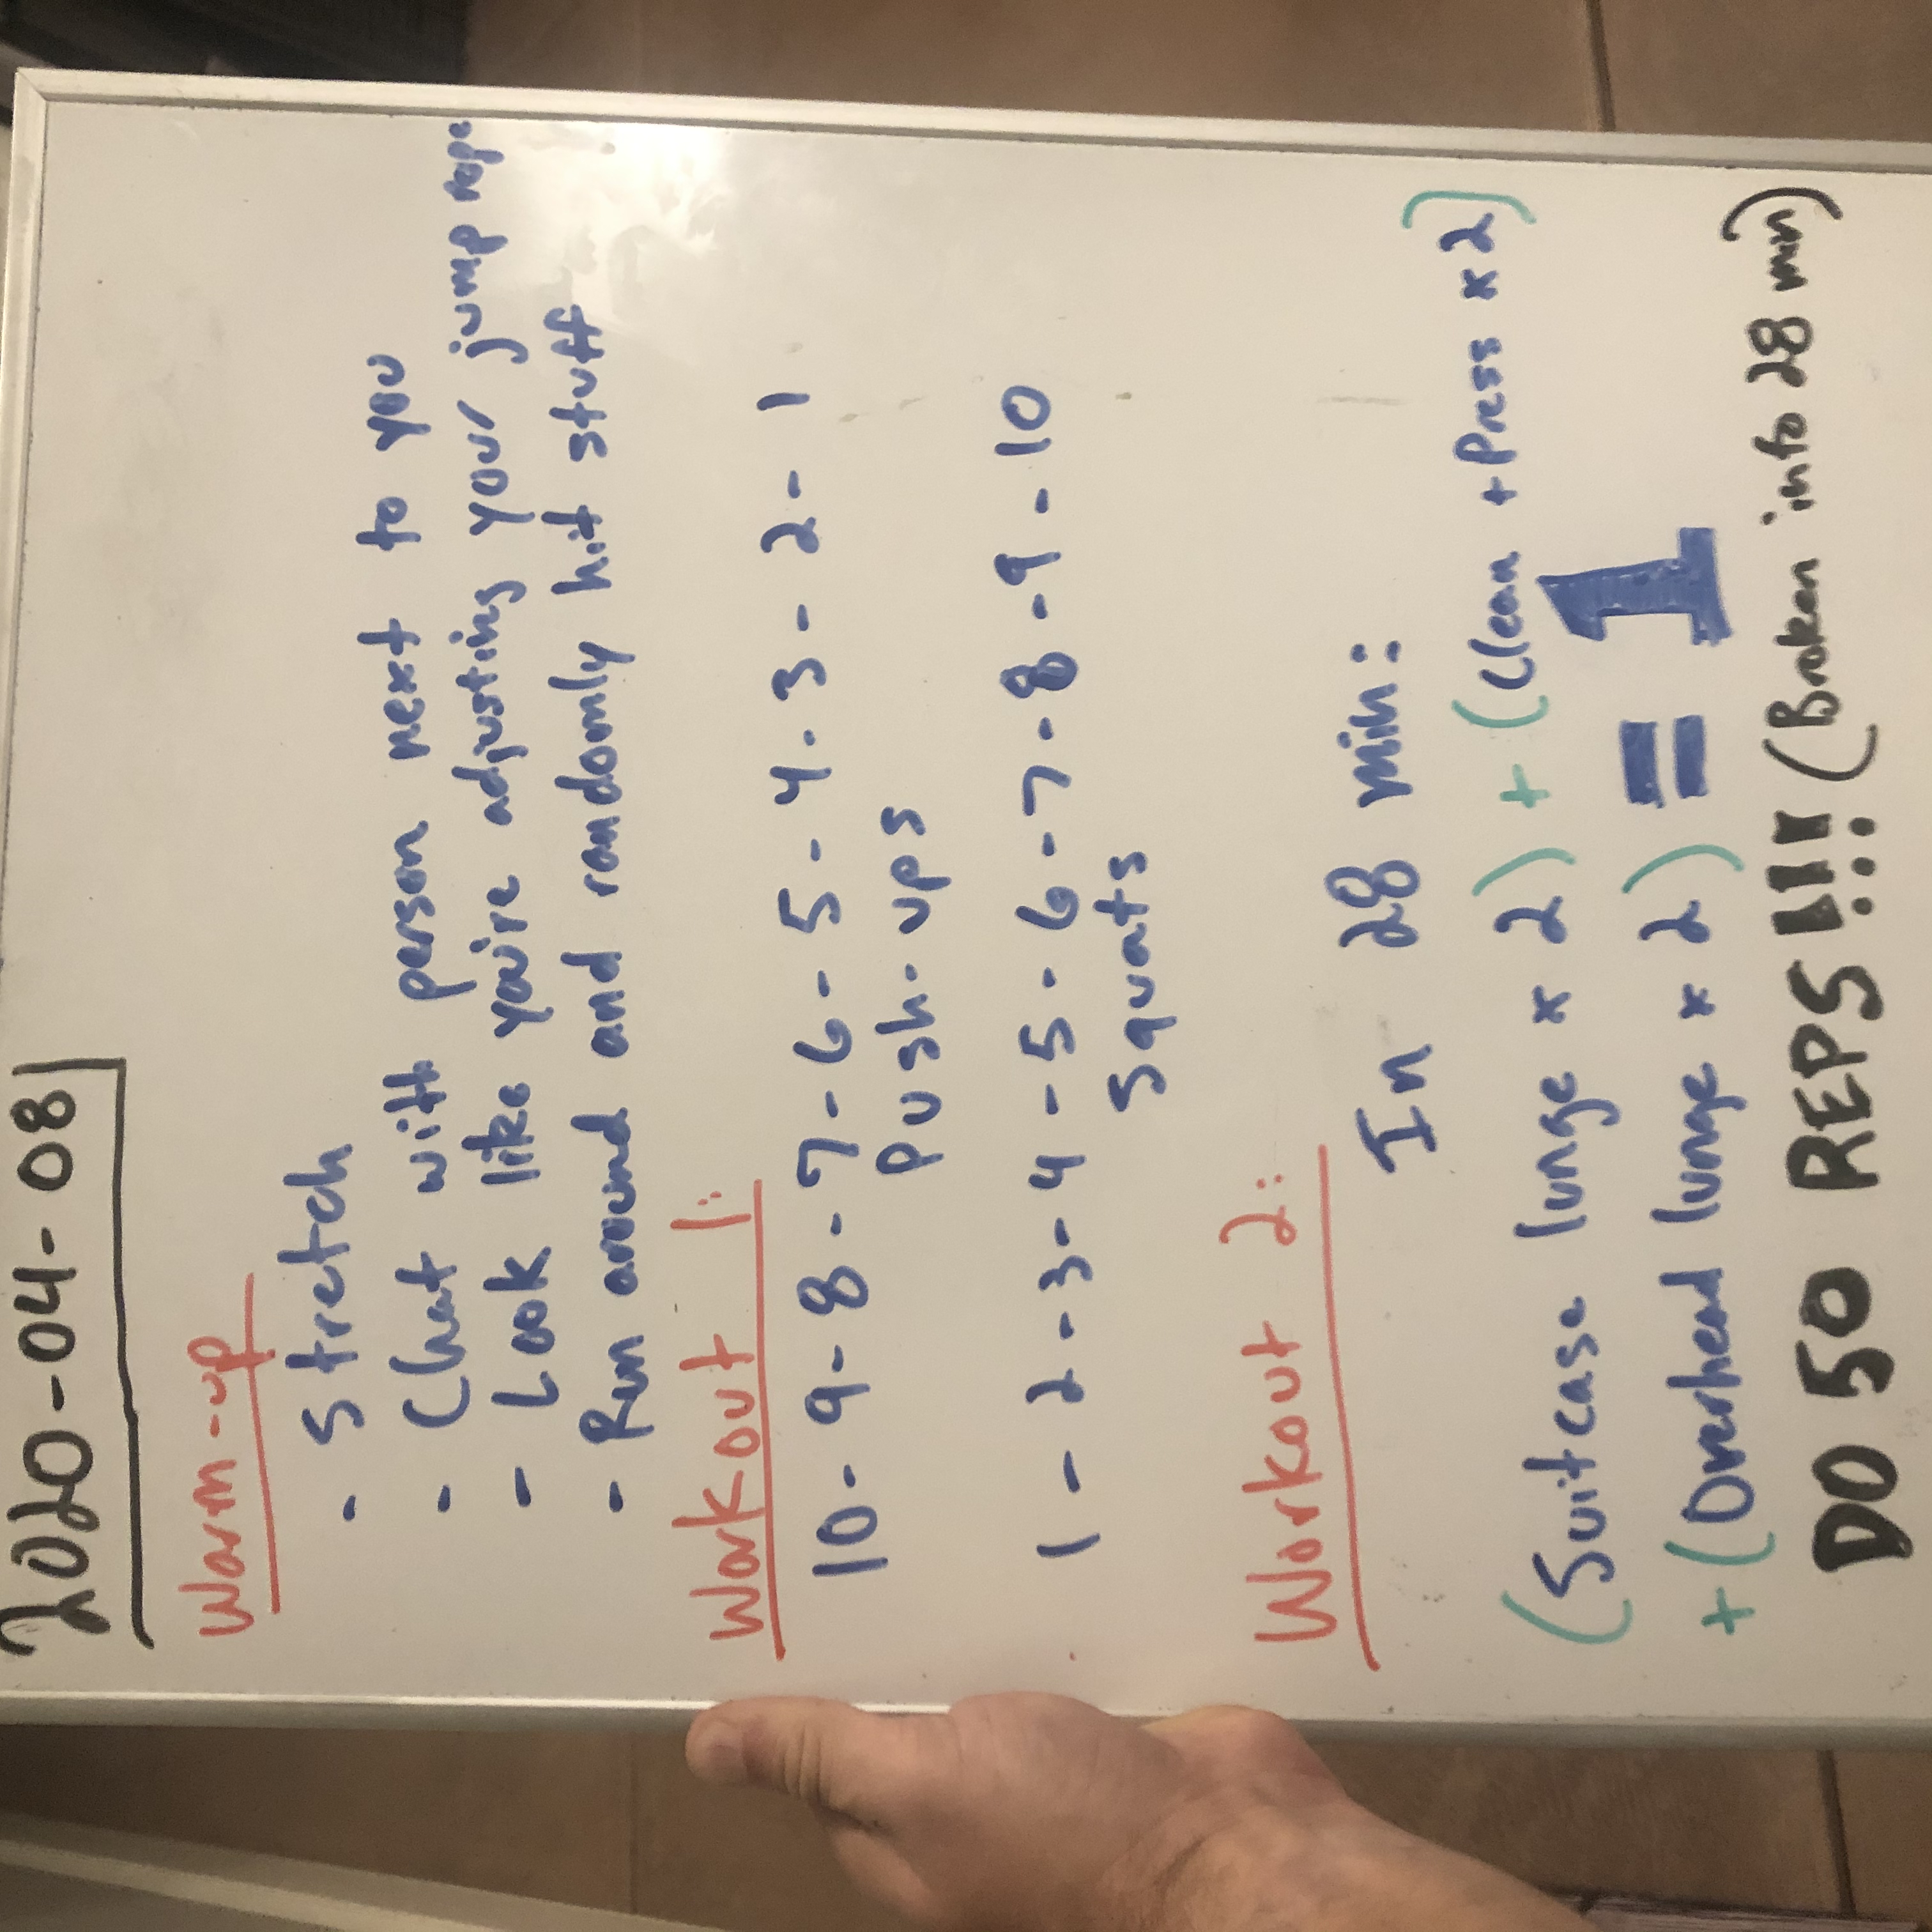 2020-04-08
Warm-up
- Stretch
- Chat with person next to you
- Look like you're adjusting your jump rope
- Run around and randomly hit stuff
Workout 1:
10-9-8-7-6-5-4-3-2-1
Push-ups
1-2-3-4-5-6-7-8-9-10
Squats
Workout 2:
In 28 min:
(Suitcase lunge x 2) + (Clean + Press x 2)
+ (Overhead lunge x 2) = 1
DO 50 REPS!!! (Broken into 28 min)